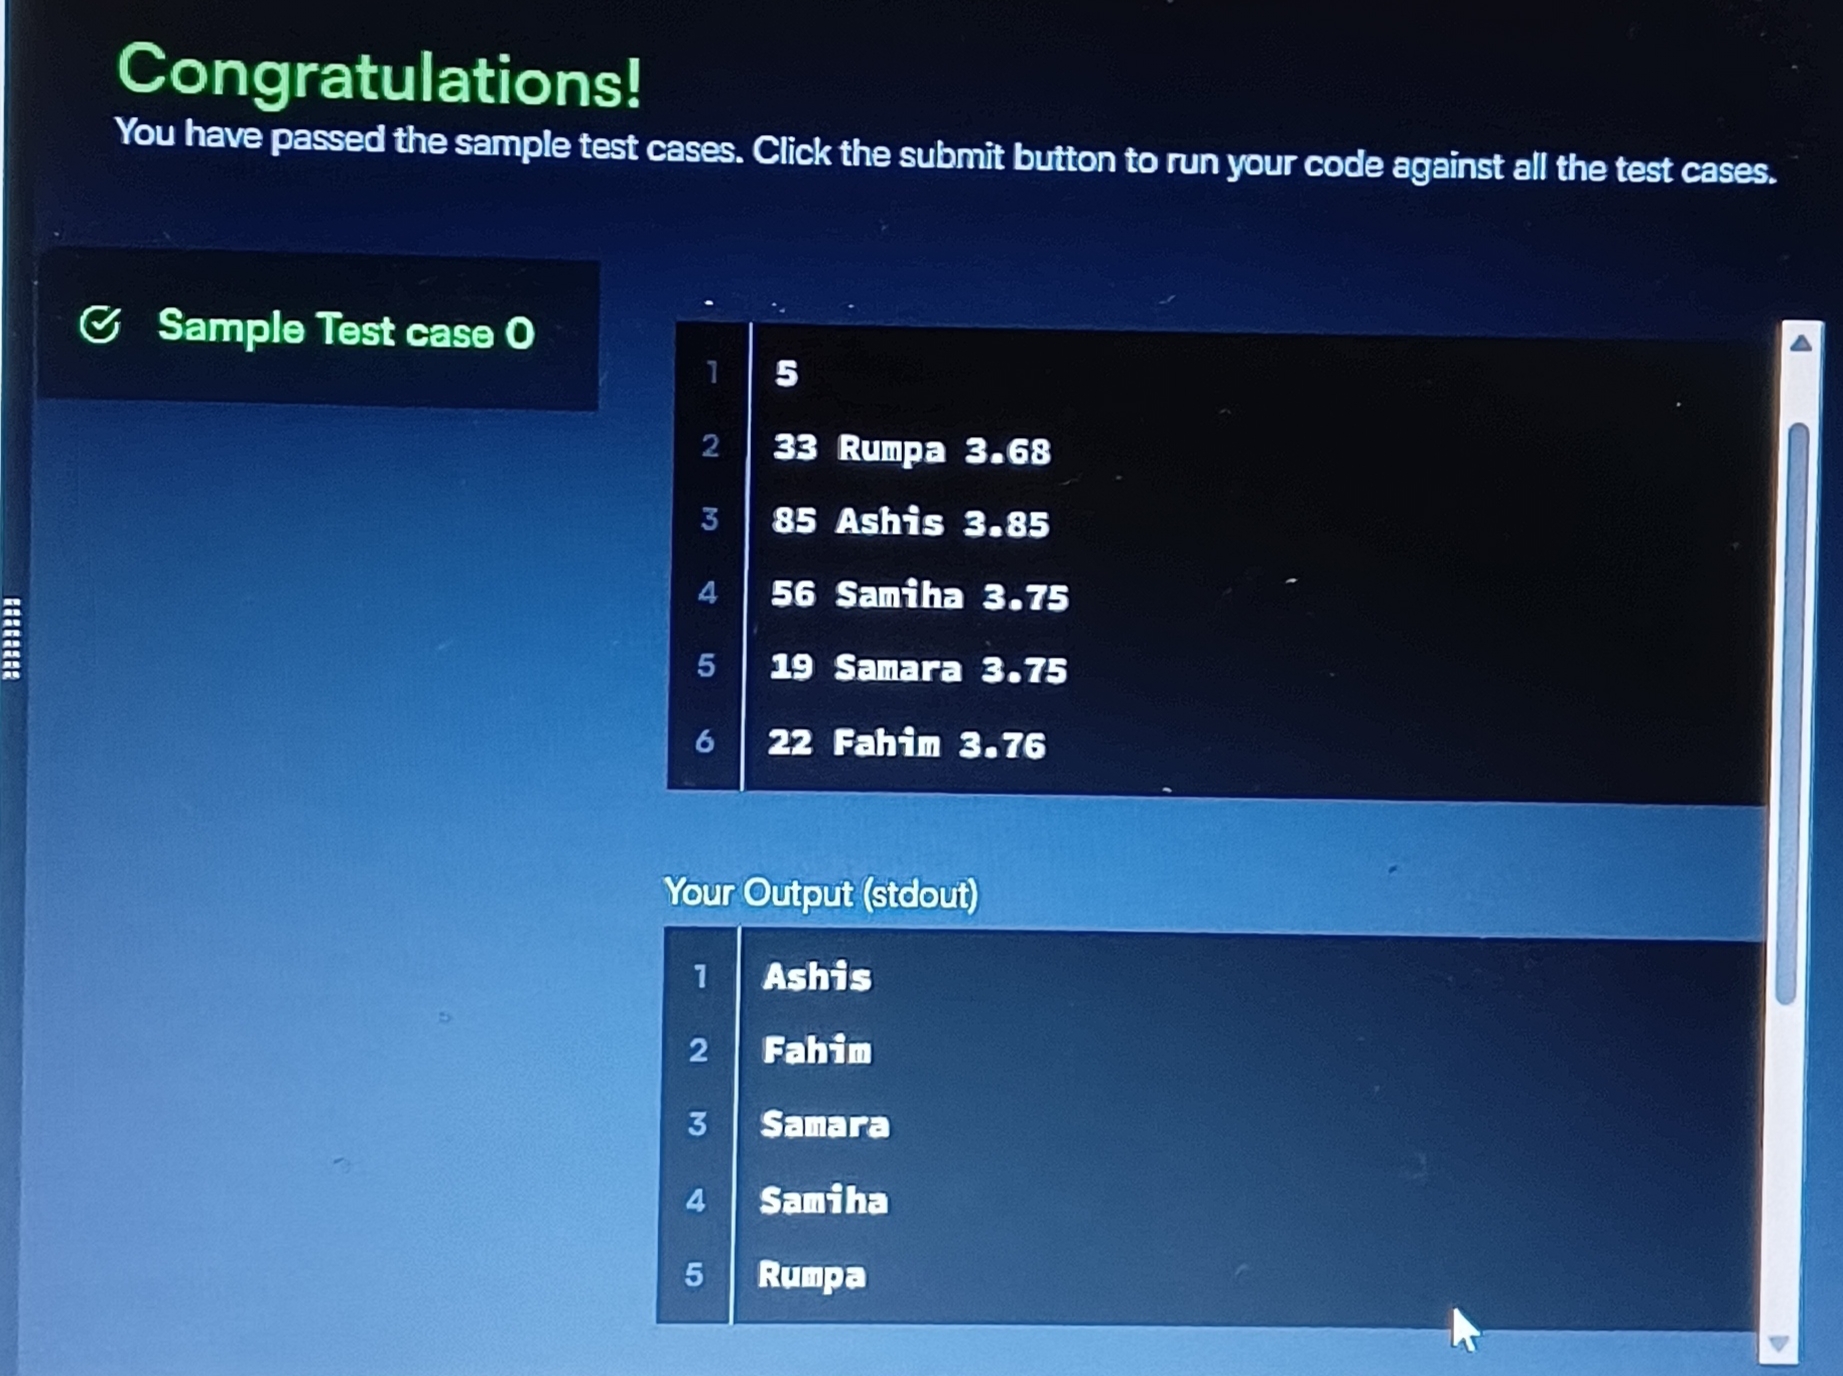 Congratulations!
You have passed the sample test cases. Click the submit button to run your code against all the test cases.
Sample Test case 0
1 5
2 33 Rumpa 3.68
3 85 Ashis 3.85
4 56 Samiha 3.75
5 19 Samara 3.75
6 22 Fahim 3.76
Your Output (stdout)
1 Ashis
2 Fahim
3 Samara
4 Samiha
5 Rumpa